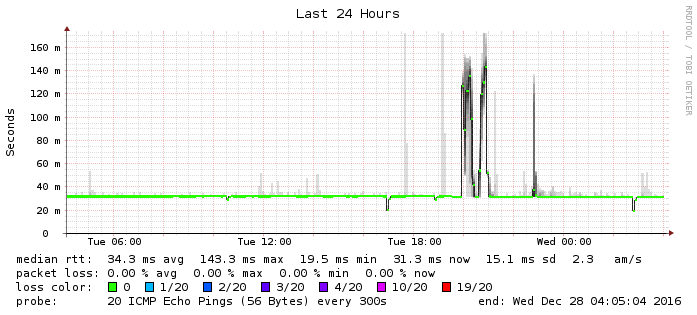 Last 24 Hours
RRDTOOL / TOBI OETIKER
Seconds
160 m
140 m
120 m
100 m
80 m
60 m
40 m
20 m
0
Tue 06:00 Tue 12:00 Tue 18:00 Wed 00:00
median rtt: 34.3 ms avg 143.3 ms max 19.5 ms min 31.3 ms now 15.1 ms sd 2.3 am/s
packet loss: 0.00 % avg 0.00 % max 0.00 % min 0.00 % now
loss color: 0 1/20 2/20 3/20 4/20 10/20 19/20
probe: 20 ICMP Echo Pings (56 Bytes) every 300s end: Wed Dec 28 04:05:04 2016